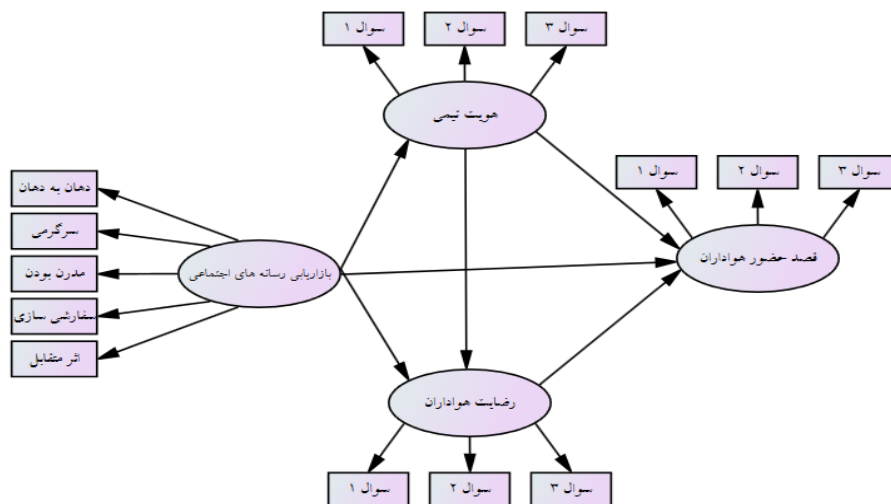 سوال ۱
سوال ۲
سوال ۳
هویت تیمی
سوال ۱
سوال ۲
سوال ۳
دهان به دهان
سرگرمی
مدرن بودن
سفارشی سازی
اثر متقابل
بازاریابی رسانه های اجتماعی
قصد حضور هواداران
رضایت هواداران
سوال ۱
سوال ۲
سوال ۳